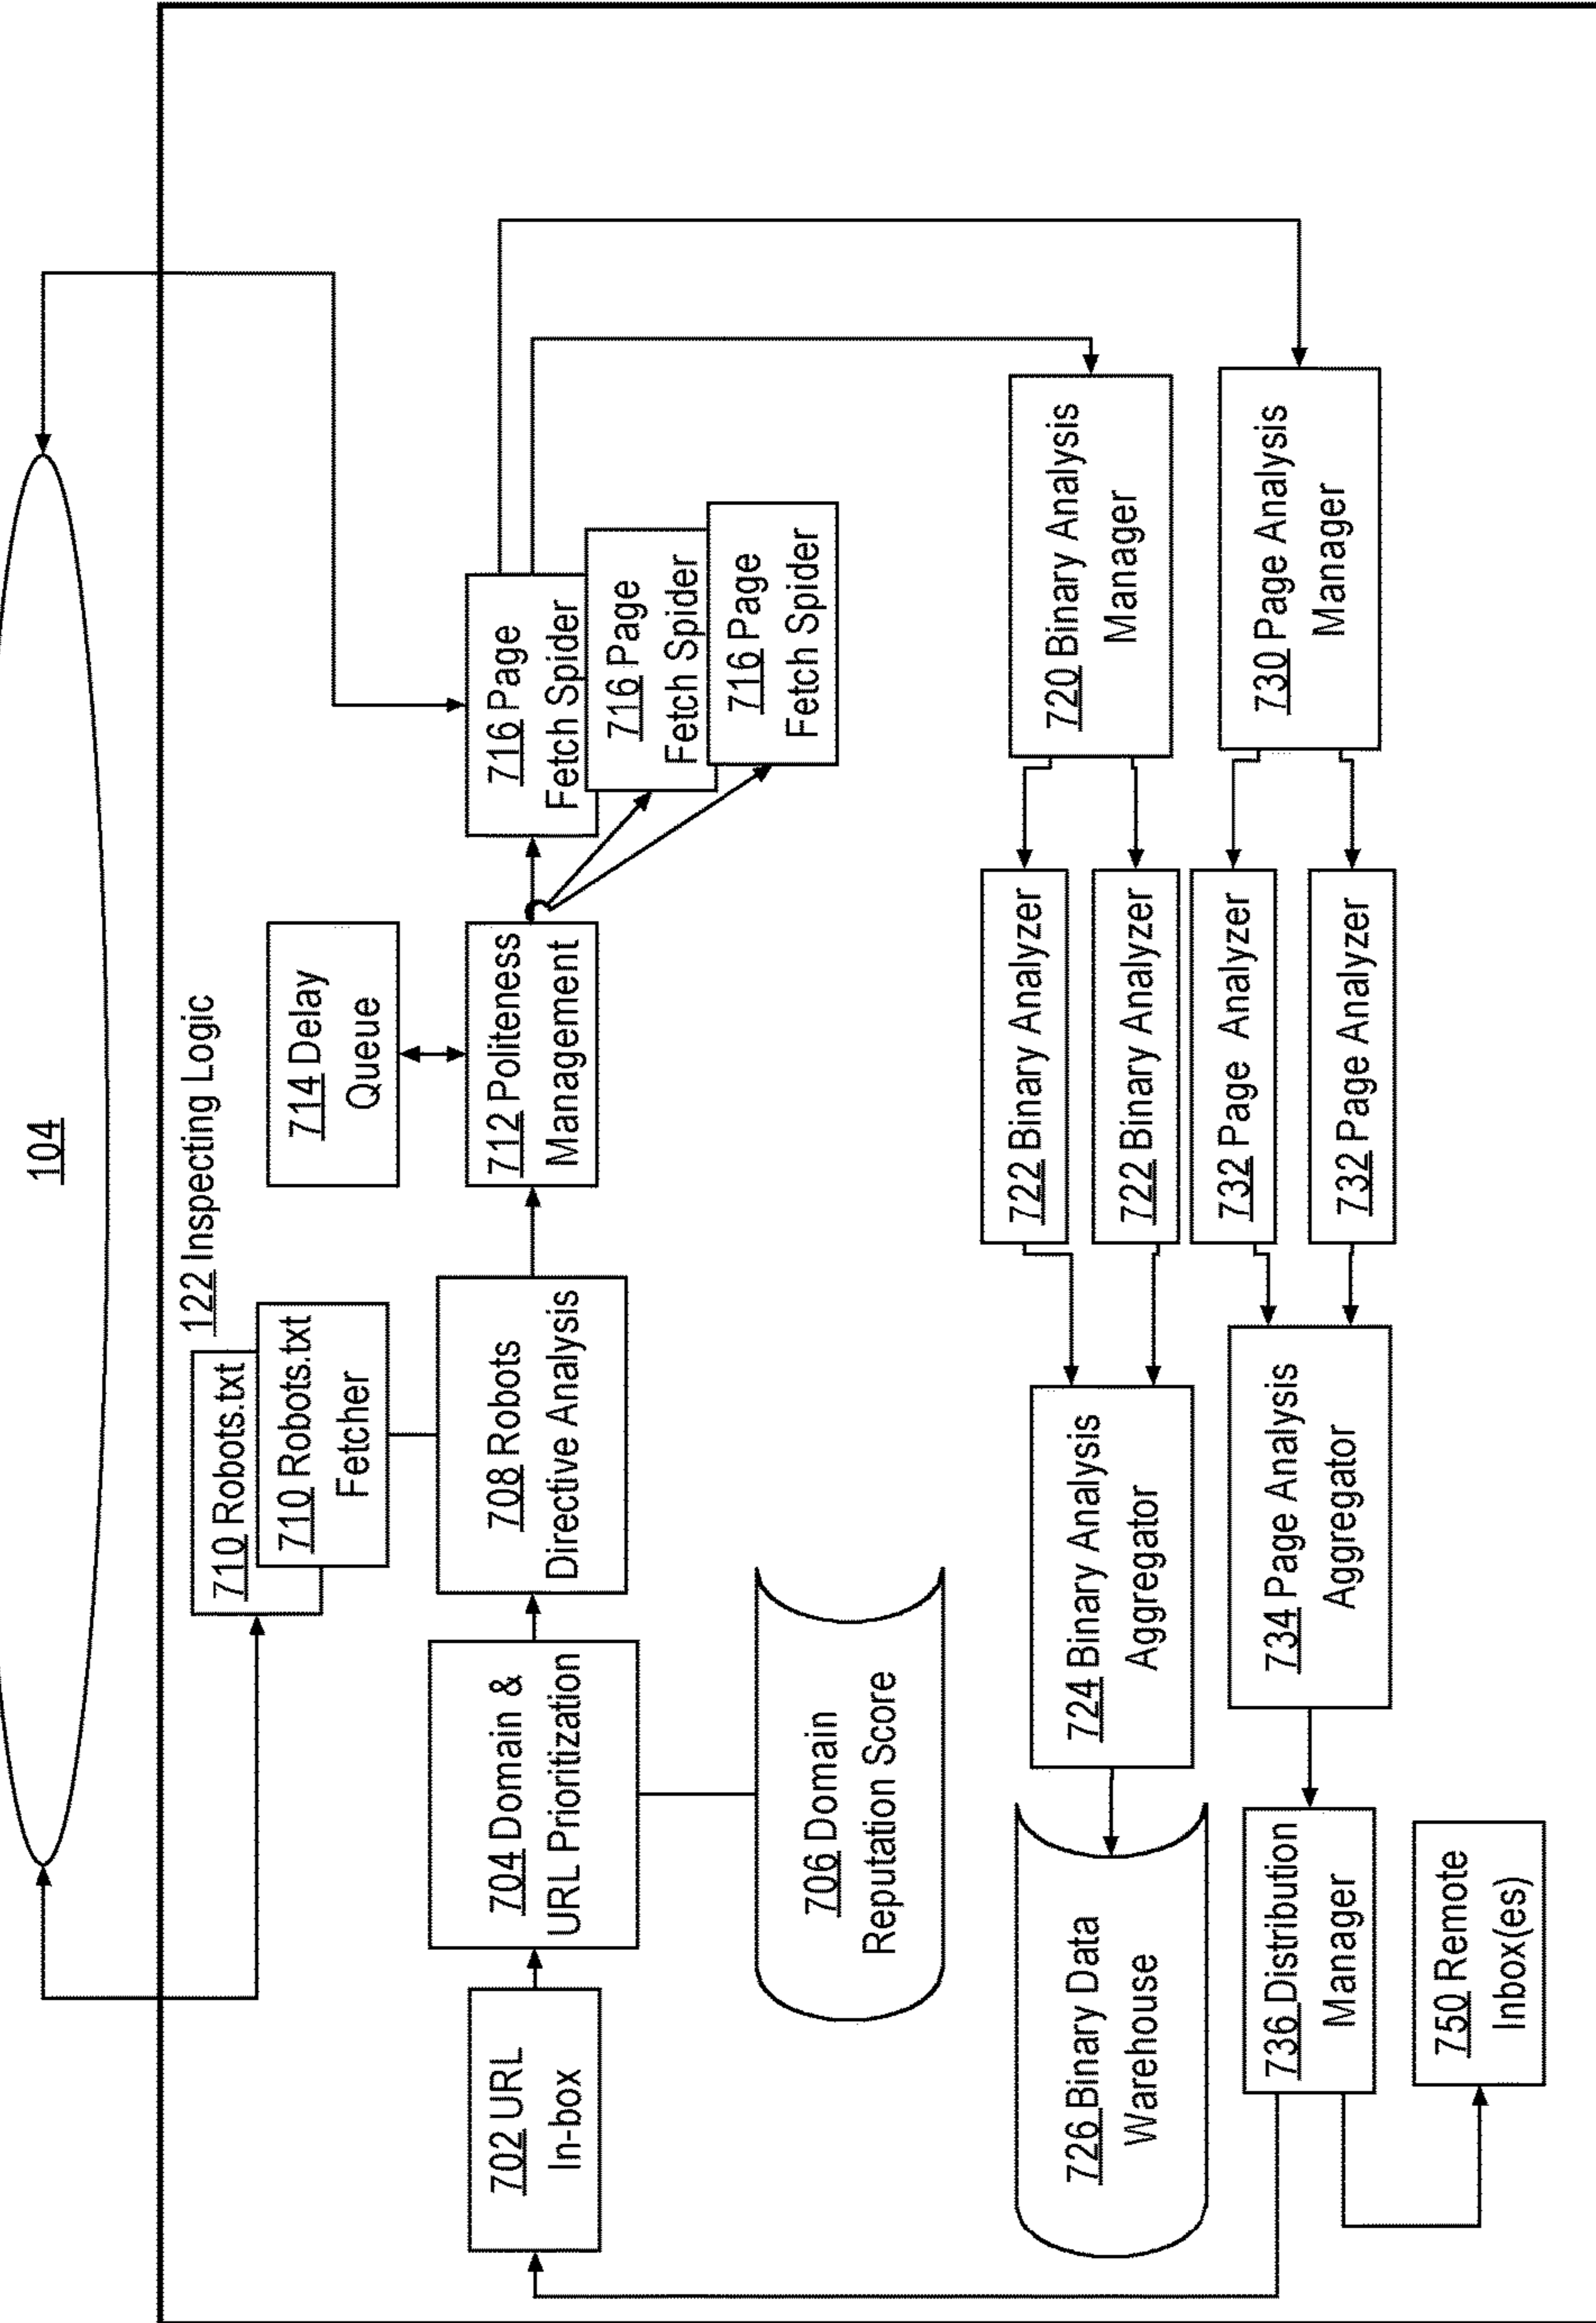 104
122 Inspecting Logic
710 Robots.txt
710 Robots.txt
Fetcher
714 Delay
Queue
702 URL
In-box
704 Domain &
URL Prioritization
708 Robots
Directive Analysis
712 Politeness
Management
716 Page
Fetch Spider
716 Page
Fetch Spider
716 Page
Fetch Spider
706 Domain
Reputation Score
726 Binary Data
Warehouse
724 Binary Analysis
Aggregator
722 Binary Analyzer
722 Binary Analyzer
720 Binary Analysis
Manager
736 Distribution
Manager
734 Page Analysis
Aggregator
732 Page Analyzer
732 Page Analyzer
730 Page Analysis
Manager
750 Remote
Inbox(es)